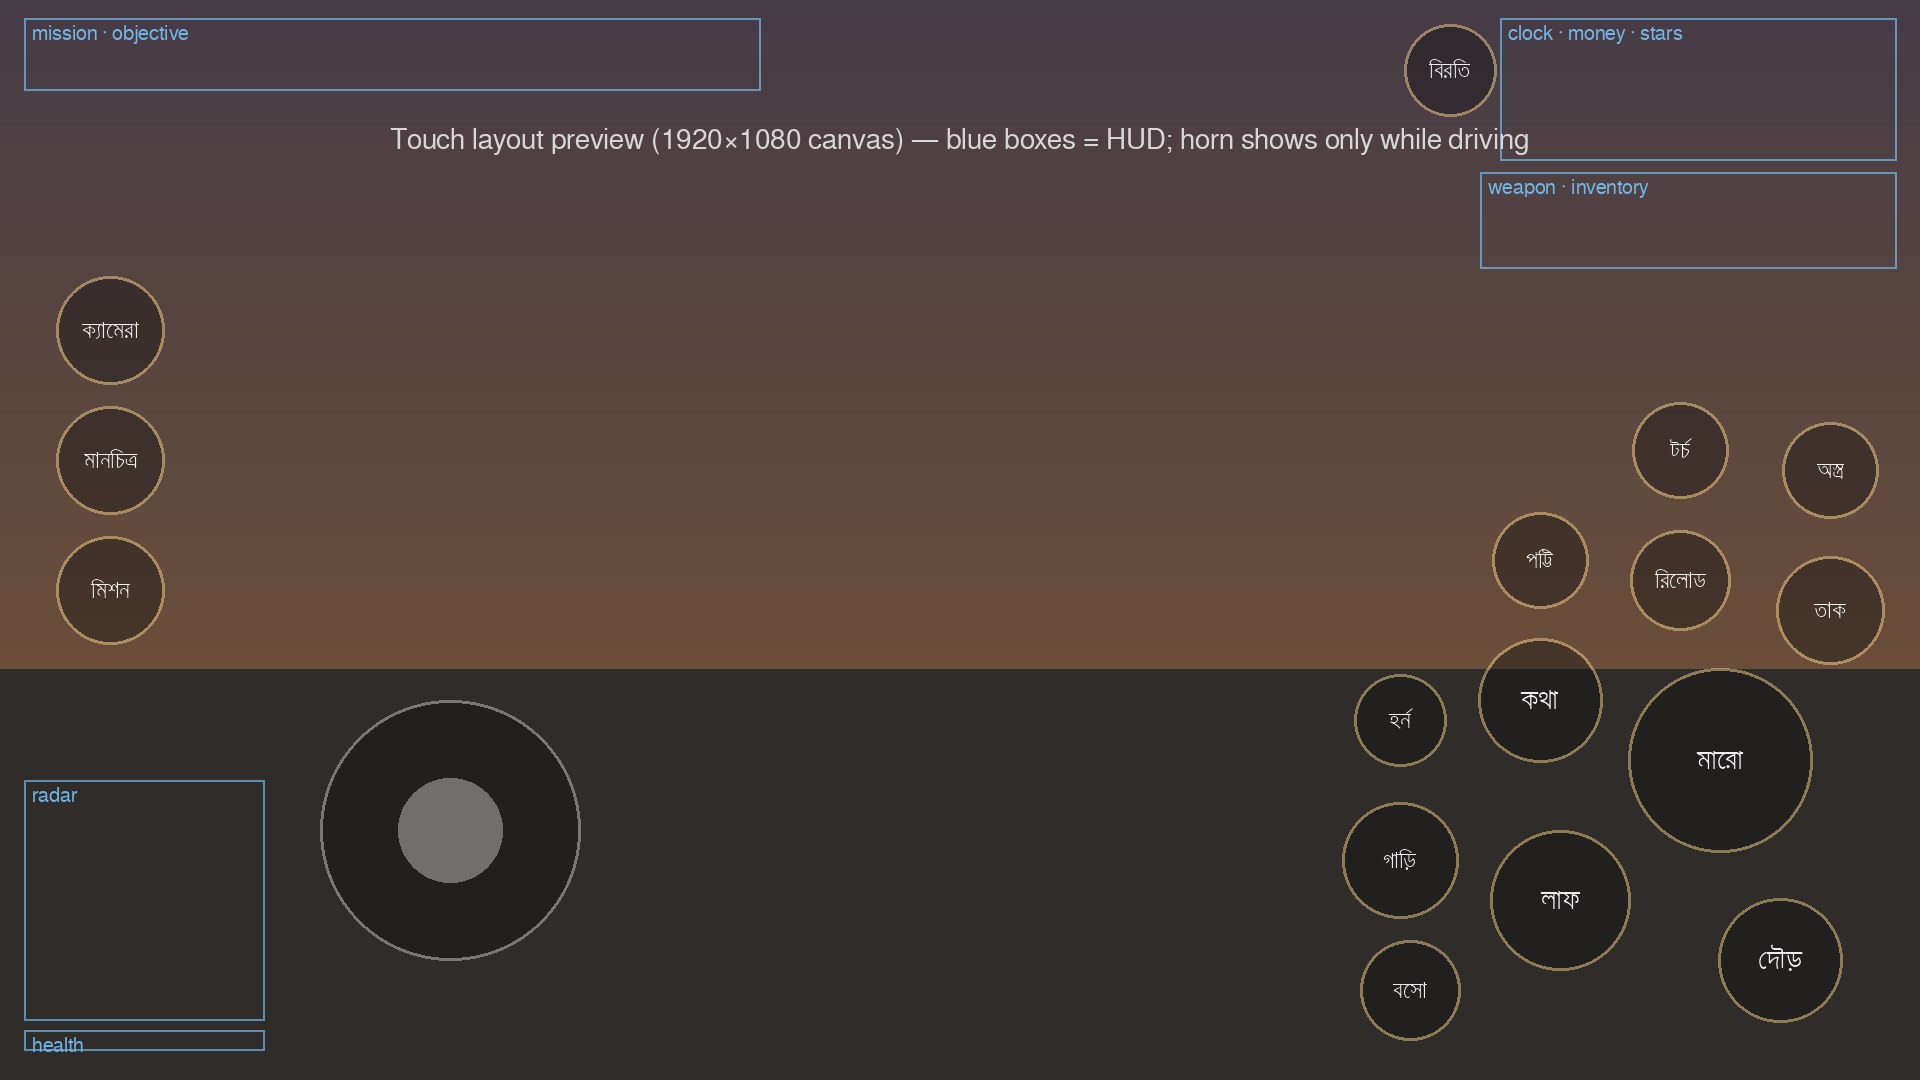 mission · objective
বিরতি
clock · money · stars
Touch layout preview (1920×1080 canvas) — blue boxes = HUD; horn shows only while driving
weapon · inventory
ক্যামেরা
মানচিত্র
মিশন
টর্চ
অস্ত্র
পট্টি
রিলোড
তাক
কথা
হর্ন
মারো
radar
গাড়ি
লাফ
দৌড়
বসো
health